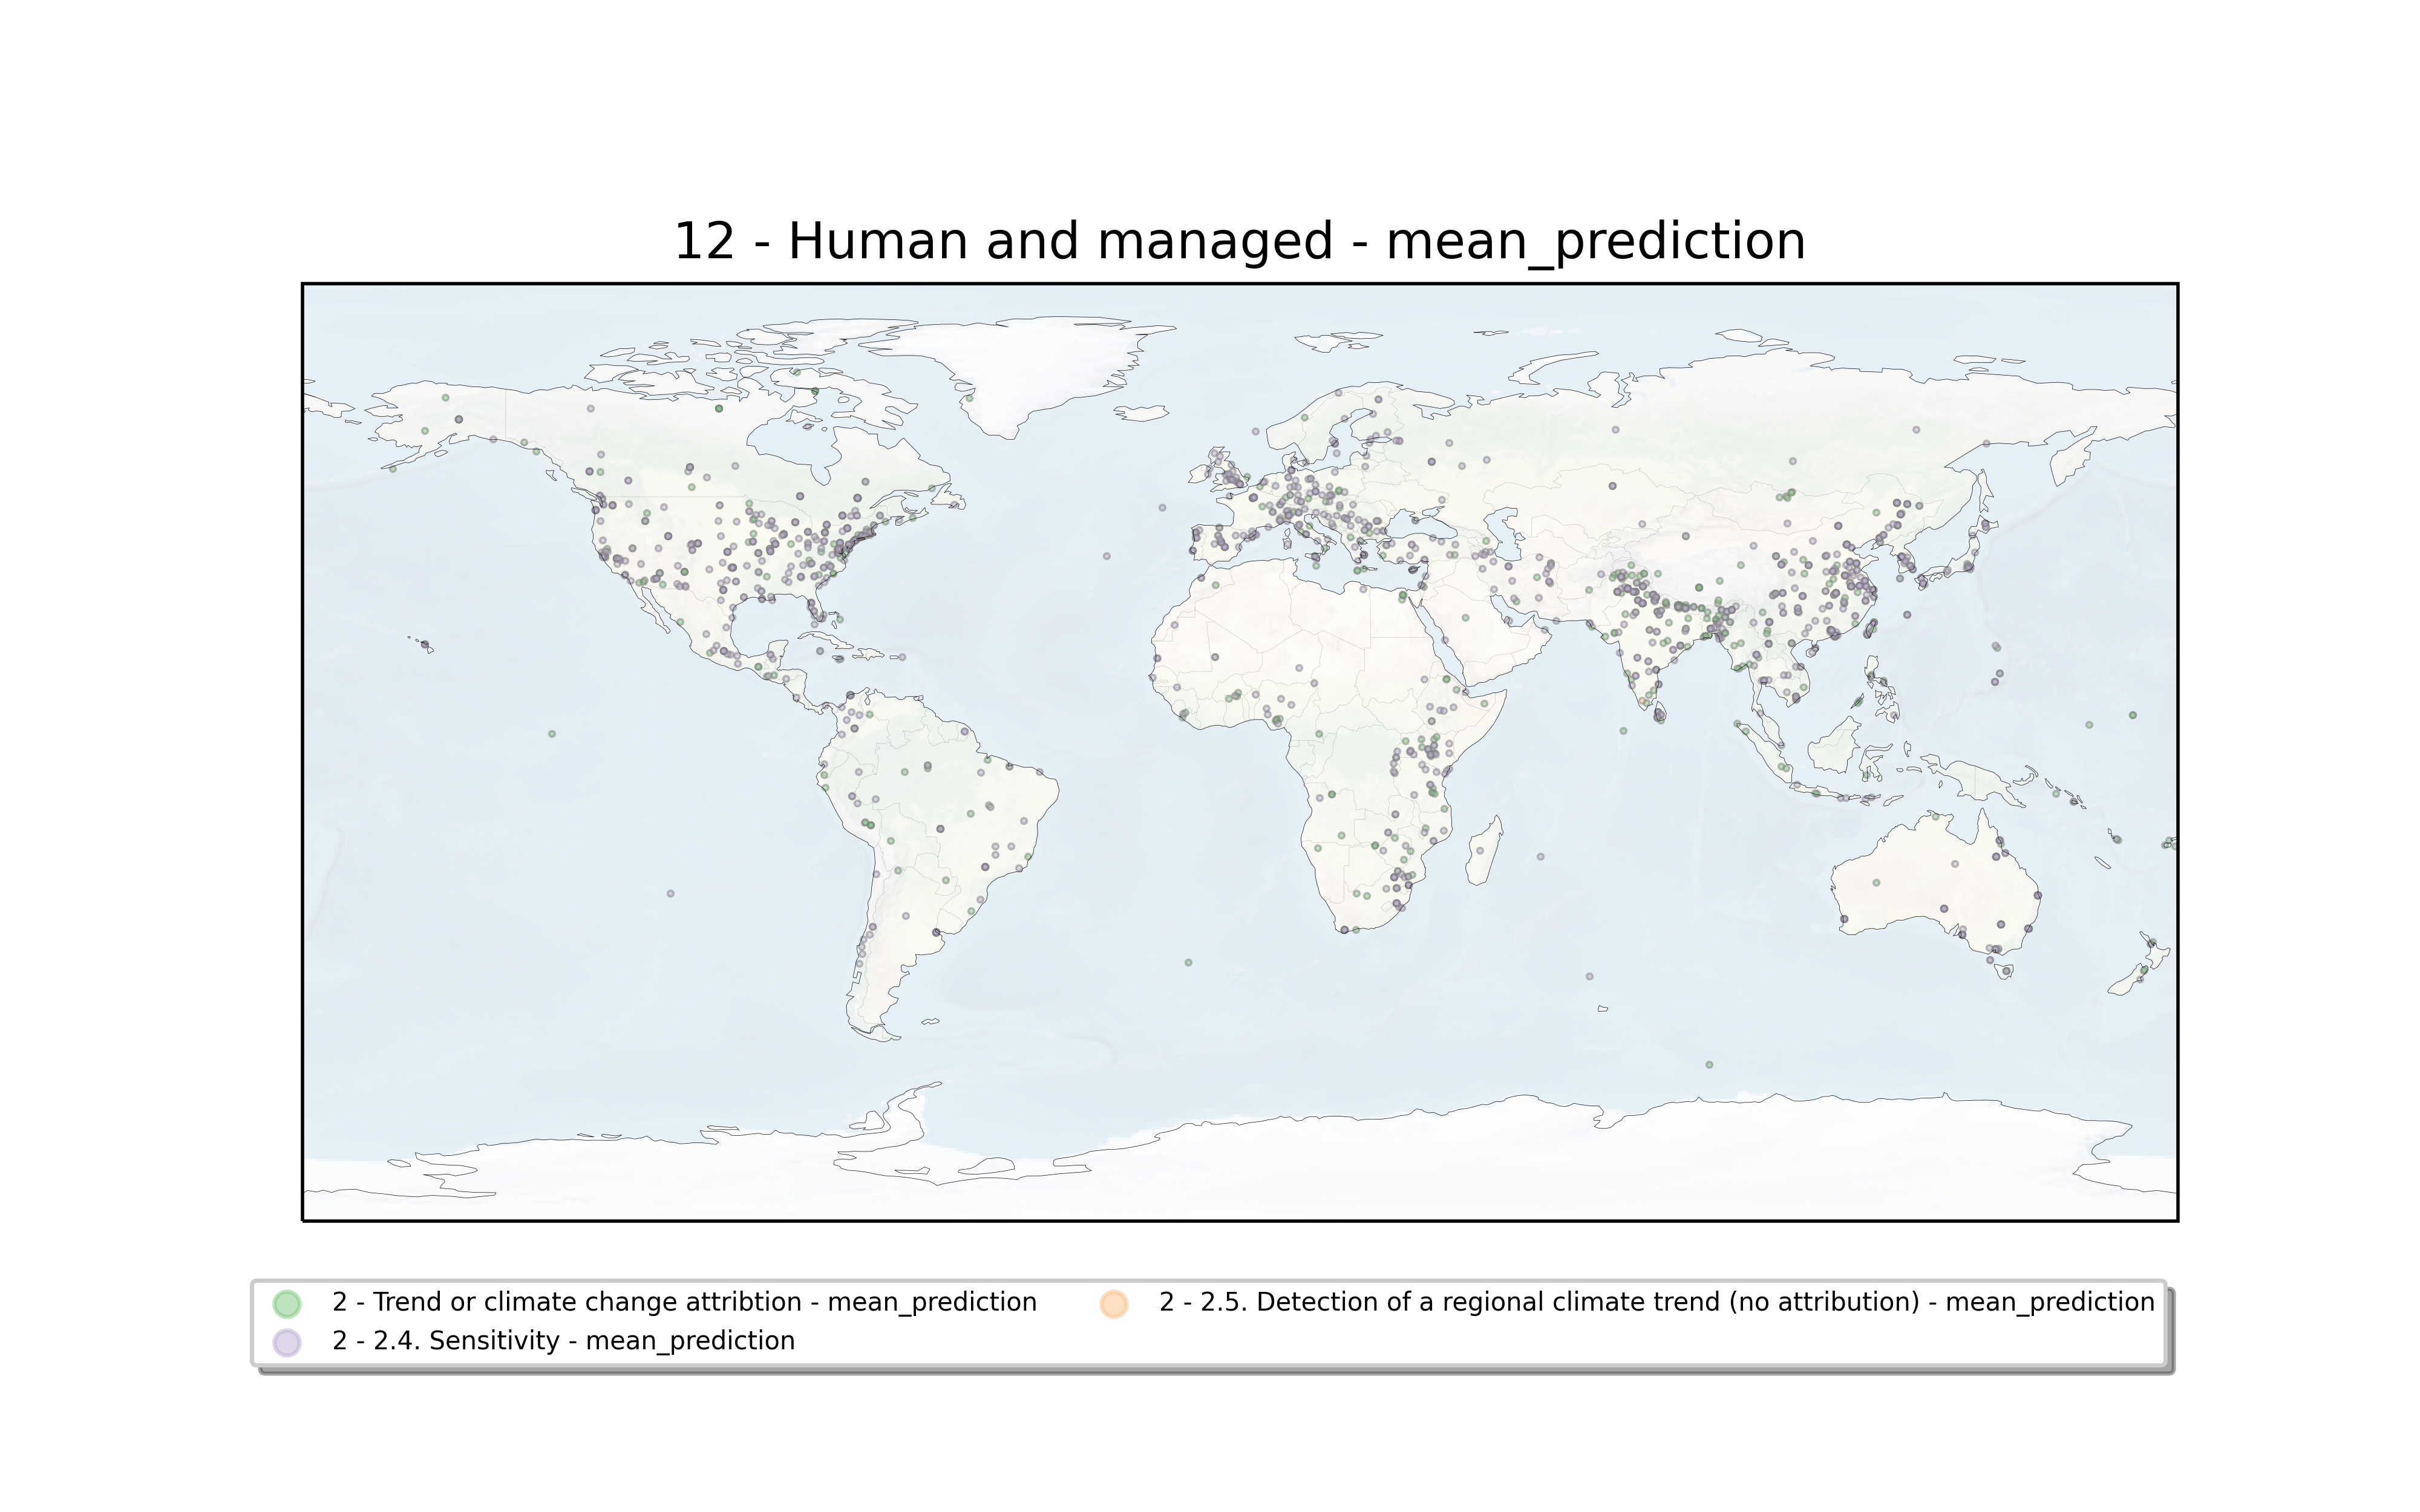 12 - Human and managed - mean_prediction
2 - Trend or climate change attribtion - mean_prediction
2 - 2.4. Sensitivity - mean_prediction
2 - 2.5. Detection of a regional climate trend (no attribution) - mean_prediction